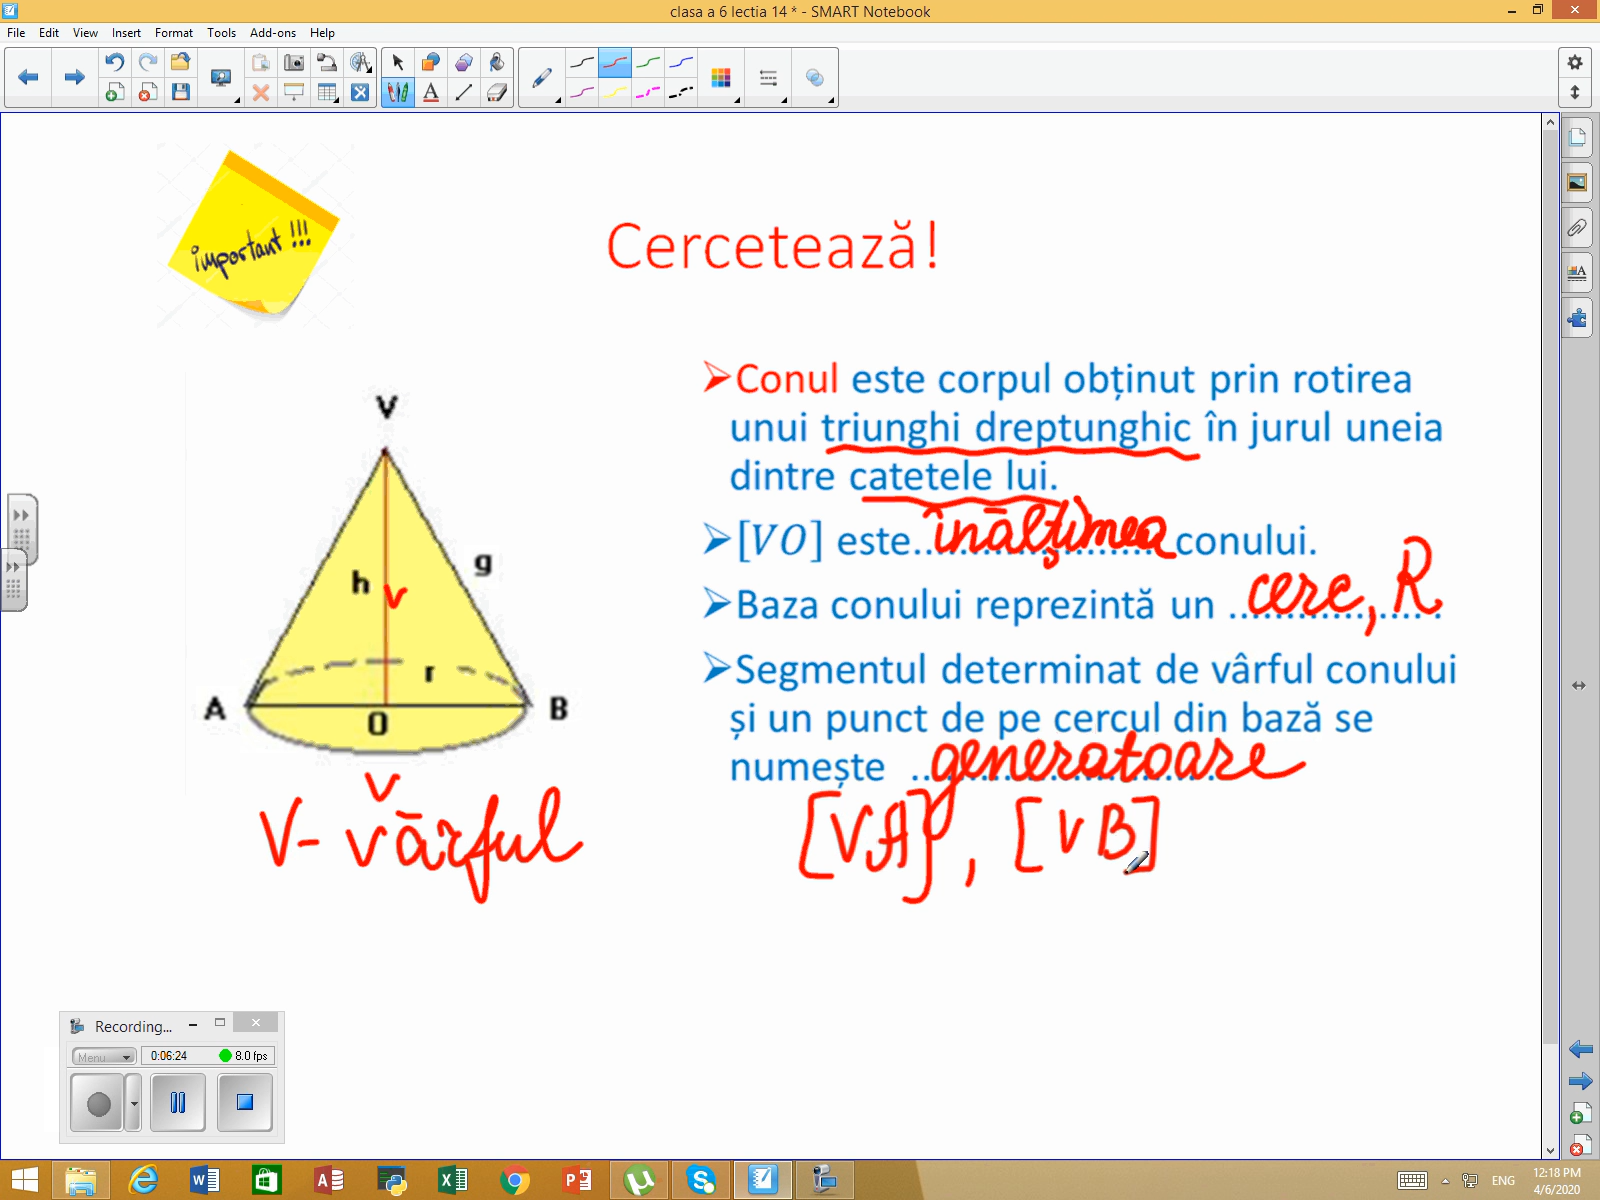 clasa a 6 lectia 14 * - SMART Notebook
File Edit View Insert Format Tools Add-ons Help
important !!!
Cercetează!
➢Conul este corpul obținut prin rotirea
unui triunghi dreptunghic în jurul uneia
dintre catetele lui.
➢[VO] este..înălțimea..conului.
➢Baza conului reprezintă un ..cerc, R
➢Segmentul determinat de vârful conului
și un punct de pe cercul din bază se
numește ..generatoare
[VA], [VB]
V
h
v
g
r
A
O
B
v
V- vârful
Recording...
Menu
0:06:24
8.0 fps
ENG
12:18 PM
4/6/2020